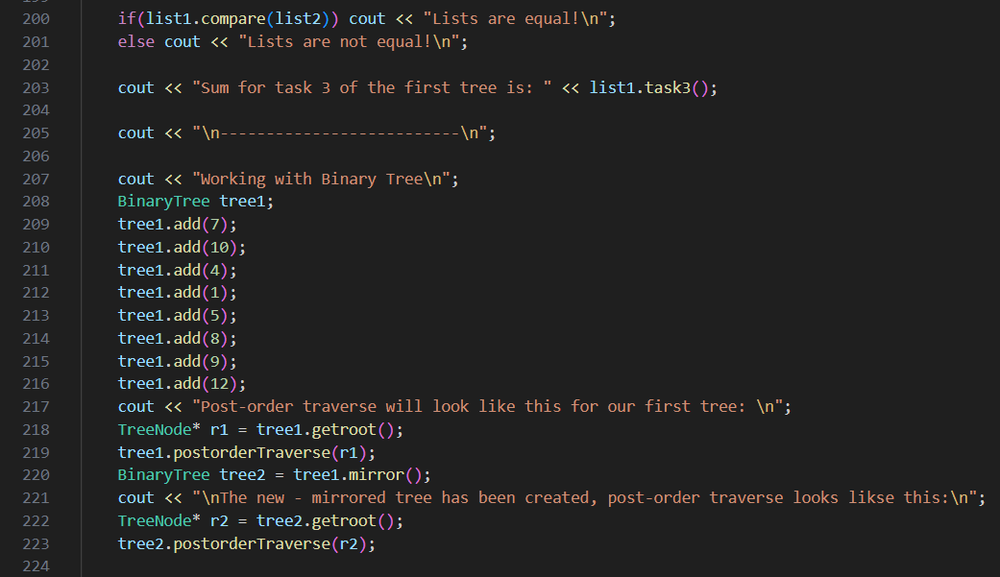 200 if(list1.compare(list2)) cout << "Lists are equal!\n";
201 else cout << "Lists are not equal!\n";
202
203 cout << "Sum for task 3 of the first tree is: " << list1.task3();
204
205 cout << "\n--------------------------\n";
206
207 cout << "Working with Binary Tree\n";
208 BinaryTree tree1;
209 tree1.add(7);
210 tree1.add(10);
211 tree1.add(4);
212 tree1.add(1);
213 tree1.add(5);
214 tree1.add(8);
215 tree1.add(9);
216 tree1.add(12);
217 cout << "Post-order traverse will look like this for our first tree: \n";
218 TreeNode* r1 = tree1.getroot();
219 tree1.postorderTraverse(r1);
220 BinaryTree tree2 = tree1.mirror();
221 cout << "\nThe new - mirrored tree has been created, post-order traverse looks likse this:\n";
222 TreeNode* r2 = tree2.getroot();
223 tree2.postorderTraverse(r2);
224